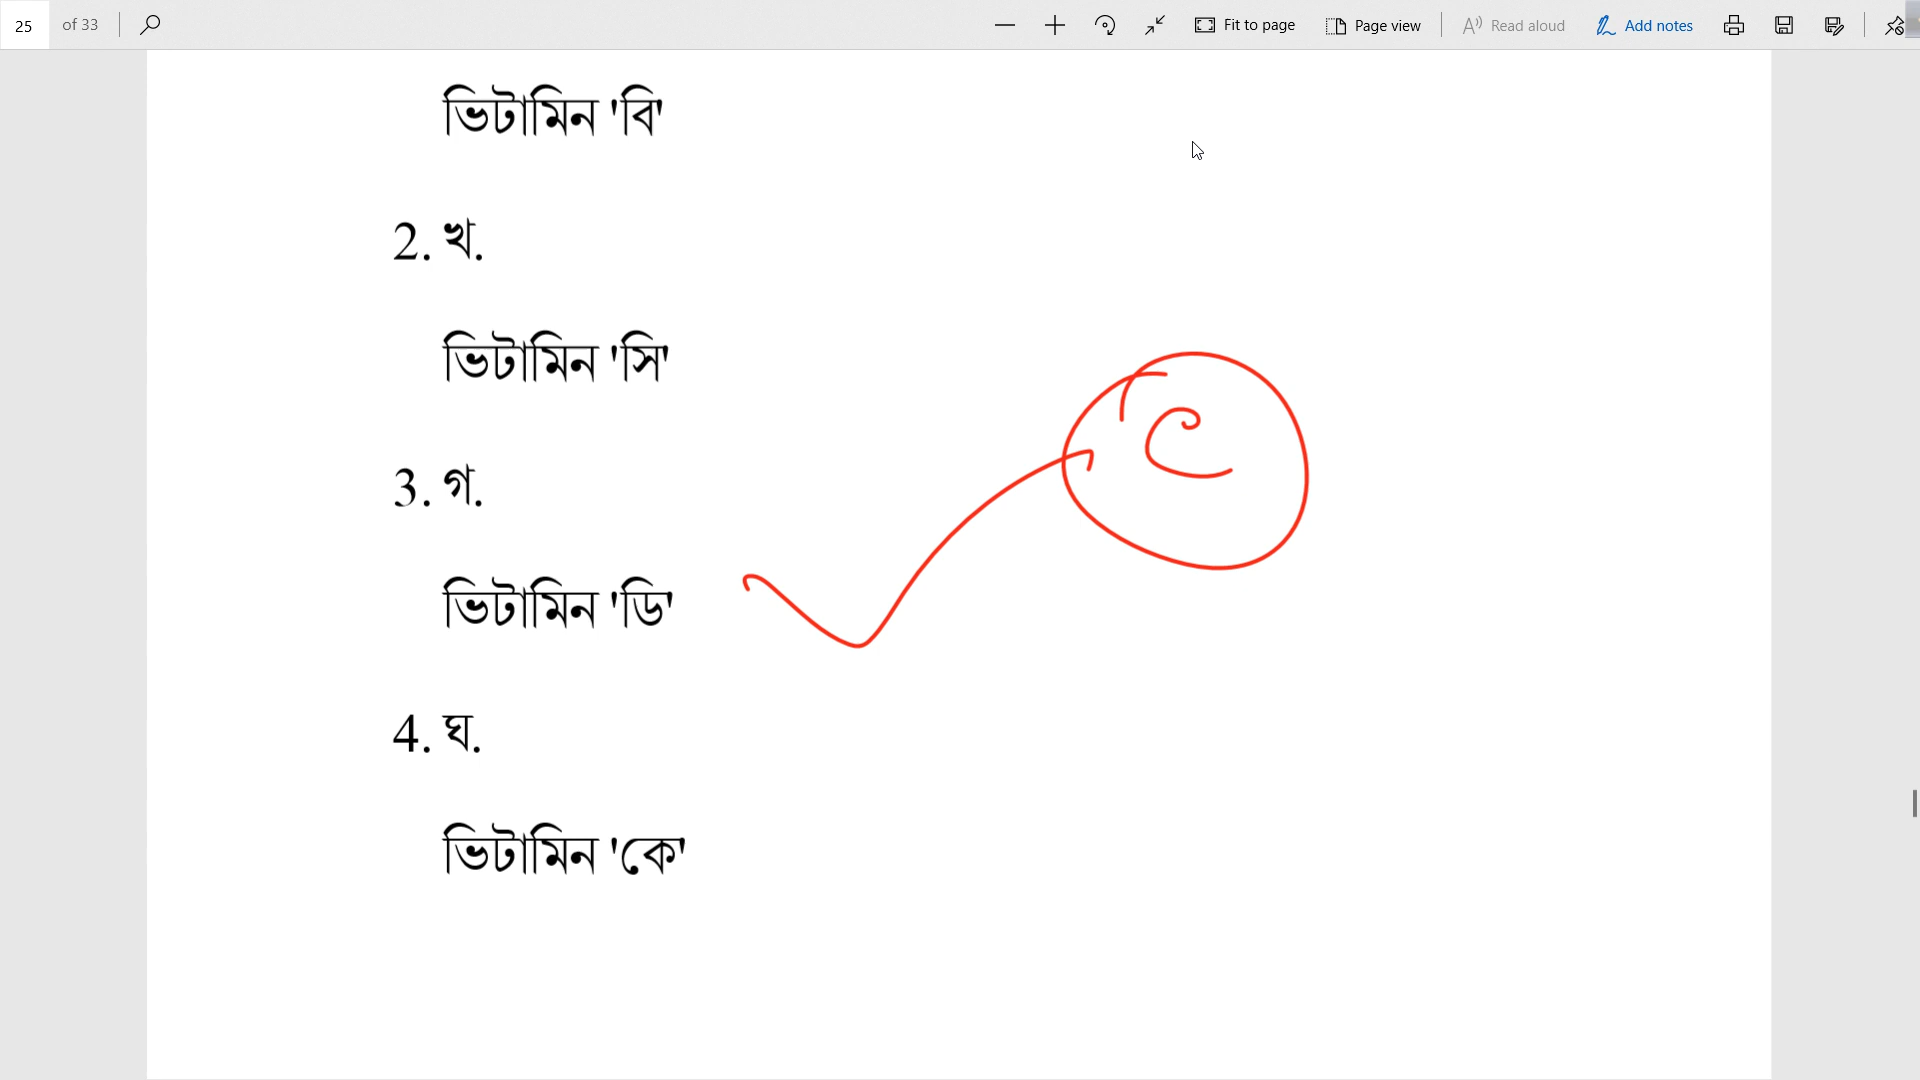 25 of 33 Fit to page Page view Read aloud Add notes
ভিটামিন 'বি'
2. খ.
ভিটামিন 'সি'
C
3. গ.
ভিটামিন 'ডি'
4. ঘ.
ভিটামিন 'কে'